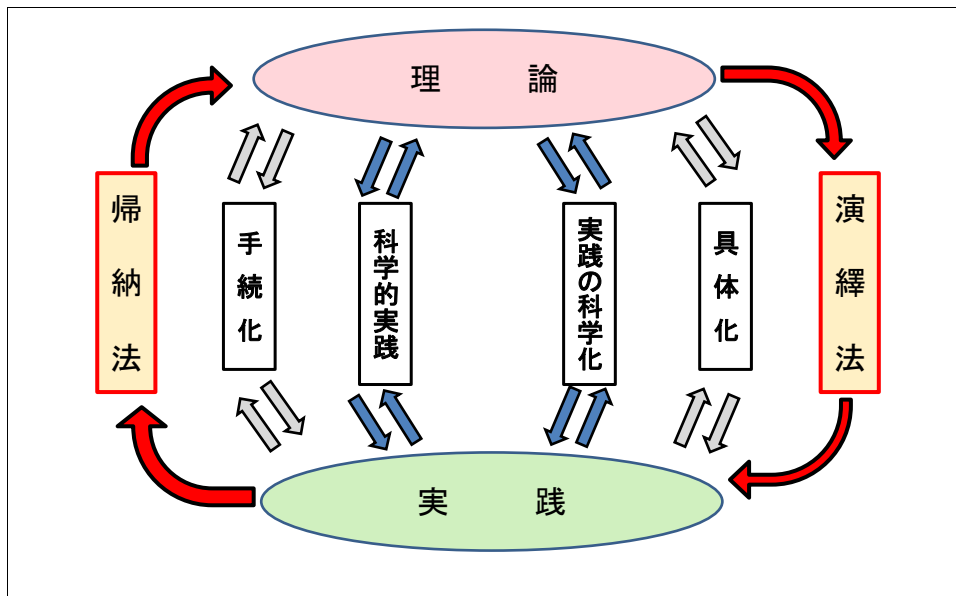 理論
帰納法
手続化
科学的実践
実践の科学化
具体化
演繹法
実践